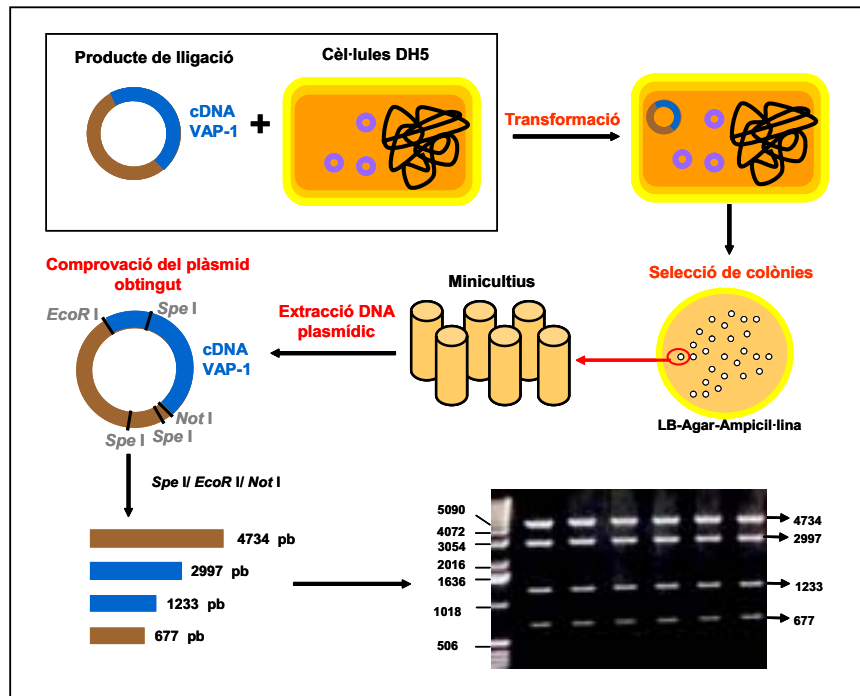 Producte de lligació
Cèl·lules DH5
cDNA
VAP-1
+
Transformació
Comprovació del plàsmid
obtingut
Selecció de colònies
Minicultius
EcoR I
Spe I
Extracció DNA
plasmídic
cDNA
VAP-1
Not I
Spe I
Spe I
LB-Agar-Ampicil·lina
Spe I/ EcoR I/ Not I
4734 pb
2997 pb
1233 pb
677 pb
5090
4072
3054
2016
1636
1018
506
4734
2997
1233
677